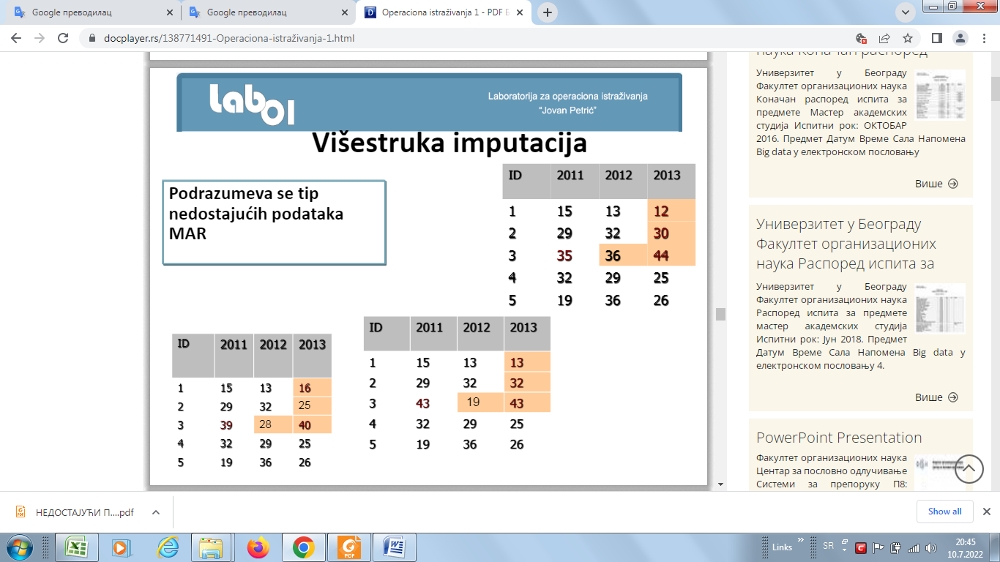 Google преводилац
Google преводилац
Operaciona istraživanja 1 - PDF
docplayer.rs/138771491-Operaciona-istraživanja-1.html
Lab OI
Laboratorija za operaciona istraživanja
“Jovan Petrić”
Višestruka imputacija
Podrazumeva se tip
nedostajućih podataka
MAR
ID 2011 2012 2013
1 15 13 12
2 29 32 30
3 35 36 44
4 32 29 25
5 19 36 26
ID 2011 2012 2013
1 15 13 16
2 29 32 25
3 39 28 40
4 32 29 25
5 19 36 26
ID 2011 2012 2013
1 15 13 13
2 29 32 32
3 43 19 43
4 32 29 25
5 19 36 26
наука Коначан распоред
Универзитет у Београду
Факултет организационих наука
Коначан распоред испита за
предмете Мастер академских
студија Испитни рок: ОКТОБАР
2016. Предмет Датум Време Сала Напомена
Big data у електронском пословању
Више
Универзитет у Београду
Факултет организационих
наука Распоред испита за
Универзитет у Београду
Факултет организационих наука
Распоред испита за предмете
мастер академских студија
Испитни рок: Јун 2018. Предмет
Датум Време Сала Напомена Big data у
електронском пословању 4.
Више
PowerPoint Presentation
Факултет организационих наука
Центар за пословно одлучивање
Системи за препоруку П8:
НЕДОСТАЈУЋИ П....pdf
Show all
PDF
Links
SR
20:45
10.7.2022